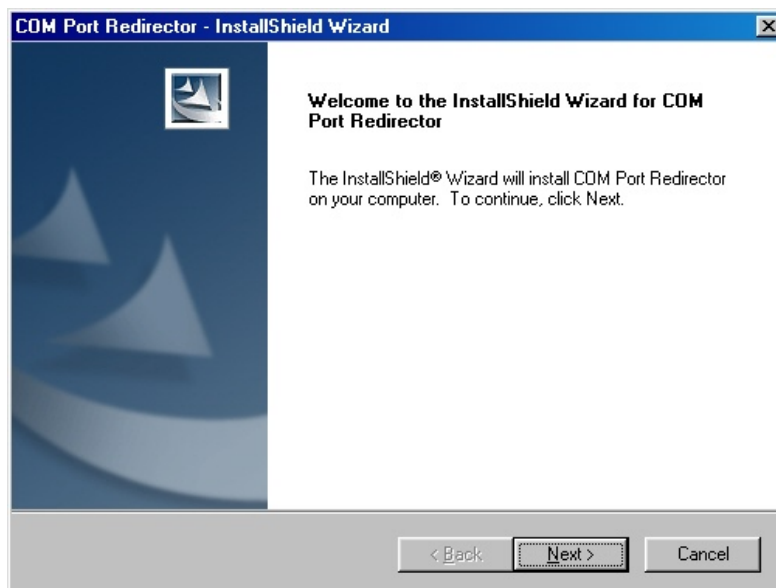 COM Port Redirector - InstallShield Wizard
Welcome to the InstallShield Wizard for COM
Port Redirector
The InstallShield® Wizard will install COM Port Redirector
on your computer.  To continue, click Next.
< Back
Next >
Cancel